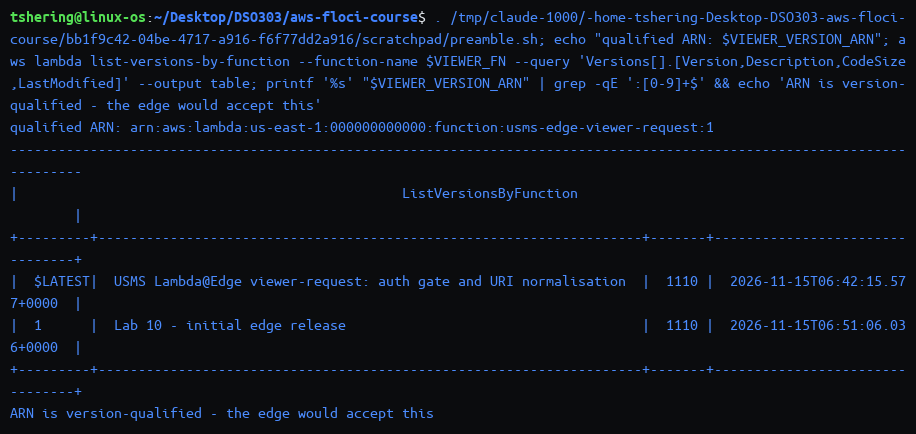 tshering@linux-os:~/Desktop/DSO303/aws-floci-course$ . /tmp/claude-1000/-home-tshering-Desktop-DSO303-aws-floci-
course/bb1f9c42-04be-4717-a916-f6f77dd2a916/scratchpad/preamble.sh; echo "qualified ARN: $VIEWER_VERSION_ARN"; a
ws lambda list-versions-by-function --function-name $VIEWER_FN --query 'Versions[].[Version,Description,CodeSize
,LastModified]' --output table; printf '%s' "$VIEWER_VERSION_ARN" | grep -qE ':[0-9]+$' && echo 'ARN is version-
qualified - the edge would accept this'
qualified ARN: arn:aws:lambda:us-east-1:000000000000:function:usms-edge-viewer-request:1
----------------------------------------------------------------------------------------------------------------
---------
|                                                ListVersionsByFunction
        |
+---------+--------------------------------------------------------------------+-------+------------------------
--------+
|  $LATEST|  USMS Lambda@Edge viewer-request: auth gate and URI normalisation  |  1110 |  2026-11-15T06:42:15.57
7+0000  |
|  1      |  Lab 10 - initial edge release                                     |  1110 |  2026-11-15T06:51:06.03
6+0000  |
+---------+--------------------------------------------------------------------+-------+------------------------
--------+
ARN is version-qualified - the edge would accept this